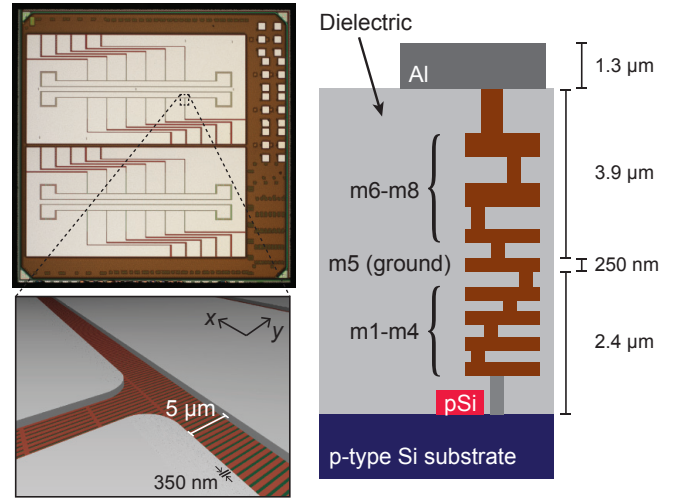 Dielectric
Al
1.3 µm
3.9 µm
m6-m8
m5 (ground)
250 nm
m1-m4
2.4 µm
pSi
p-type Si substrate
x
y
5 µm
350 nm